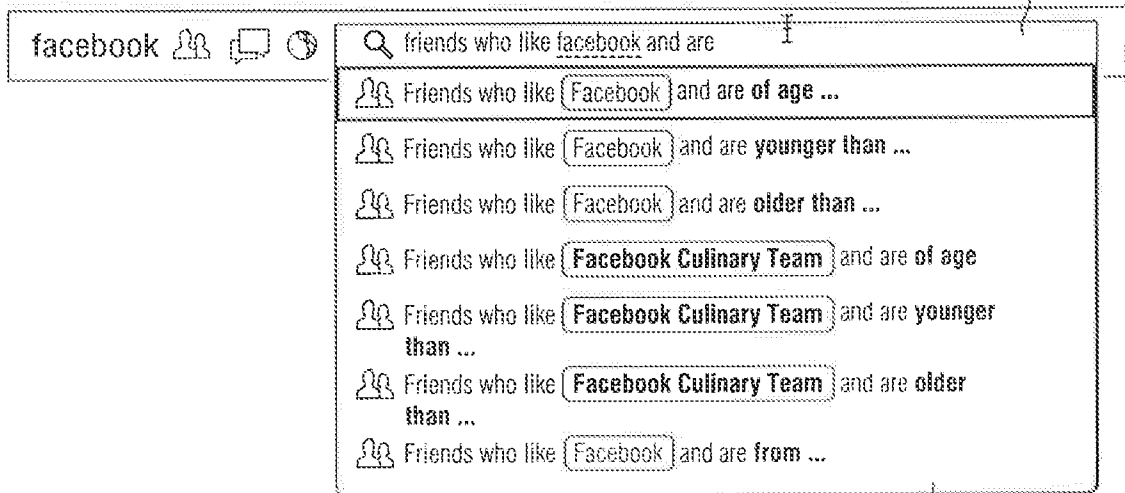 facebook
friends who like facebook and are
Friends who like Facebook and are of age ...
Friends who like Facebook and are younger than ...
Friends who like Facebook and are older than ...
Friends who like Facebook Culinary Team and are of age
Friends who like Facebook Culinary Team and are younger
than ...
Friends who like Facebook Culinary Team and are older
than ...
Friends who like Facebook and are from ...